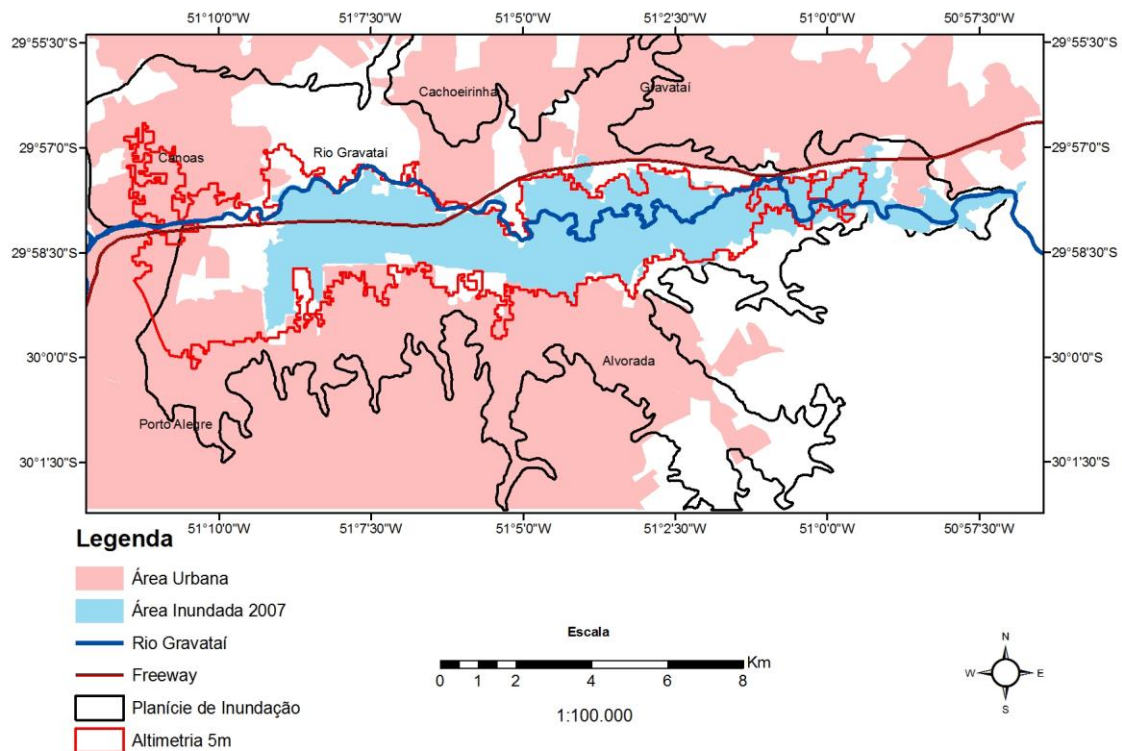 51°10'0"W 51°7'30"W 51°5'0"W 51°2'30"W 51°0'0"W 50°57'30"W
29°55'30"S 29°55'30"S
Cachoeirinha Gravataí
29°57'0"S Canoas Rio Gravataí 29°57'0"S
29°58'30"S 29°58'30"S
30°0'0"S Alvorada 30°0'0"S
Porto Alegre
30°1'30"S 30°1'30"S
51°10'0"W 51°7'30"W 51°5'0"W 51°2'30"W 51°0'0"W 50°57'30"W
Legenda
Área Urbana
Área Inundada 2007
Rio Gravataí
Freeway
Planície de Inundação
Altimetria 5m
Escala
Km
0 1 2 4 6 8
1:100.000
N
W E
S